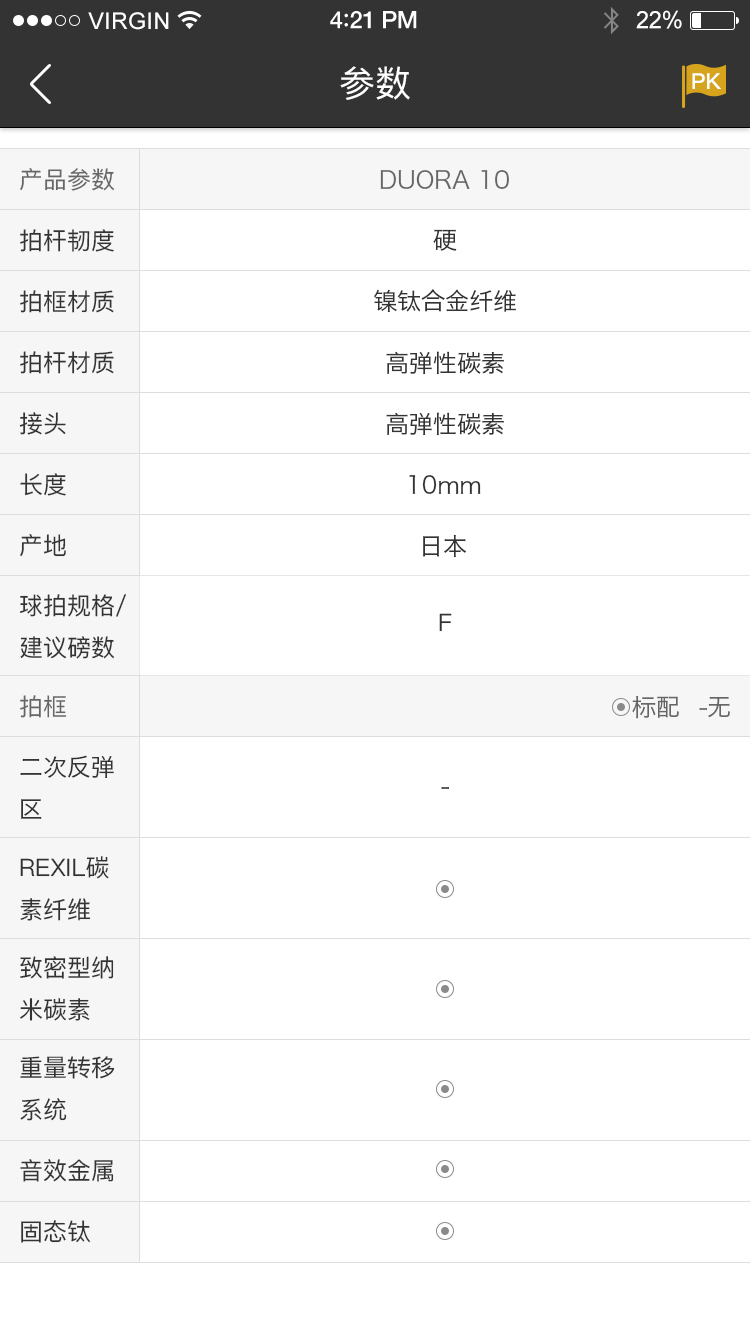 VIRGIN 4:21 PM 22%
参数 PK
产品参数 DUORA 10
拍杆韧度 硬
拍框材质 镍钛合金纤维
拍杆材质 高弹性碳素
接头 高弹性碳素
长度 10mm
产地 日本
球拍规格/
建议磅数 F
拍框 ◉标配 -无
二次反弹
区 -
REXIL碳
素纤维 ◉
致密型纳
米碳素 ◉
重量转移
系统 ◉
音效金属 ◉
固态钛 ◉